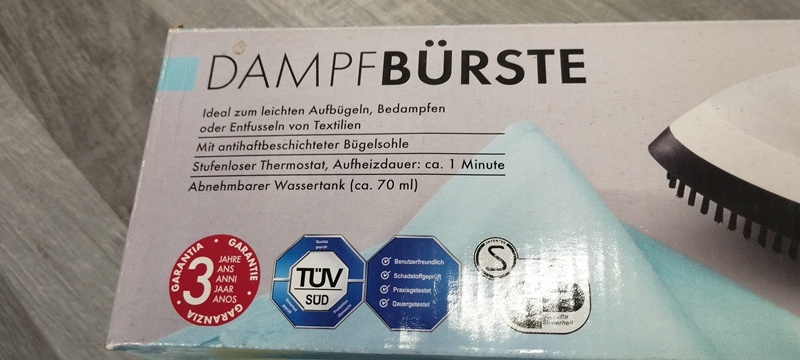 DAMPFBÜRSTE
Ideal zum leichten Aufbügeln, Bedampfen
oder Entfusseln von Textilien
Mit antihaftbeschichteter Bügelsohle
Stufenloser Thermostat, Aufheizdauer: ca. 1 Minute
Abnehmbarer Wassertank (ca. 70 ml)
GARANTIA • GARANTIE • GARANZIA
3
JAHRE
ANS
ANNI
JAAR
ANOS
TÜV
SÜD
Benutzerfreundlich
Schadstoffgeprüft
Praxisgetestet
Dauergetestet
S
Sicherheit